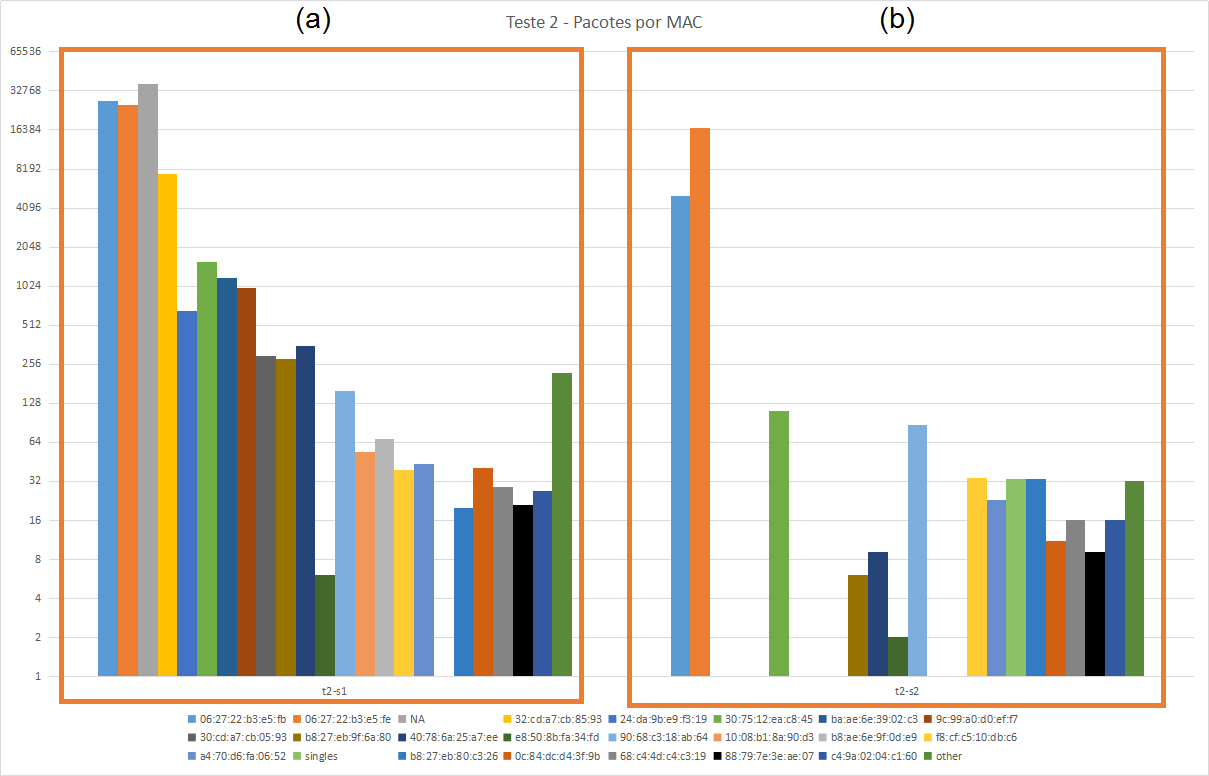 (a)
(b)
Teste 2 - Pacotes por MAC
65536
32768
16384
8192
4096
2048
1024
512
256
128
64
32
16
8
4
2
1
t2-s1
t2-s2
06:27:22:b3:e5:fb
06:27:22:b3:e5:fe
NA
32:cd:a7:cb:85:93
24:da:9b:e9:f3:19
30:75:12:ea:c8:45
ba:ae:6e:39:02:c3
9c:99:a0:d0:ef:f7
30:cd:a7:cb:05:93
b8:27:eb:9f:6a:80
40:78:6a:25:a7:ee
e8:50:8b:fa:34:fd
90:68:c3:18:ab:64
10:08:b1:8a:90:d3
b8:ae:6e:9f:0d:e9
f8:cf:c5:10:db:c6
a4:70:d6:fa:06:52
singles
b8:27:eb:80:c3:26
0c:84:dc:d4:3f:9b
68:c4:4d:c4:c3:19
88:79:7e:3e:ae:07
c4:9a:02:04:c1:60
other